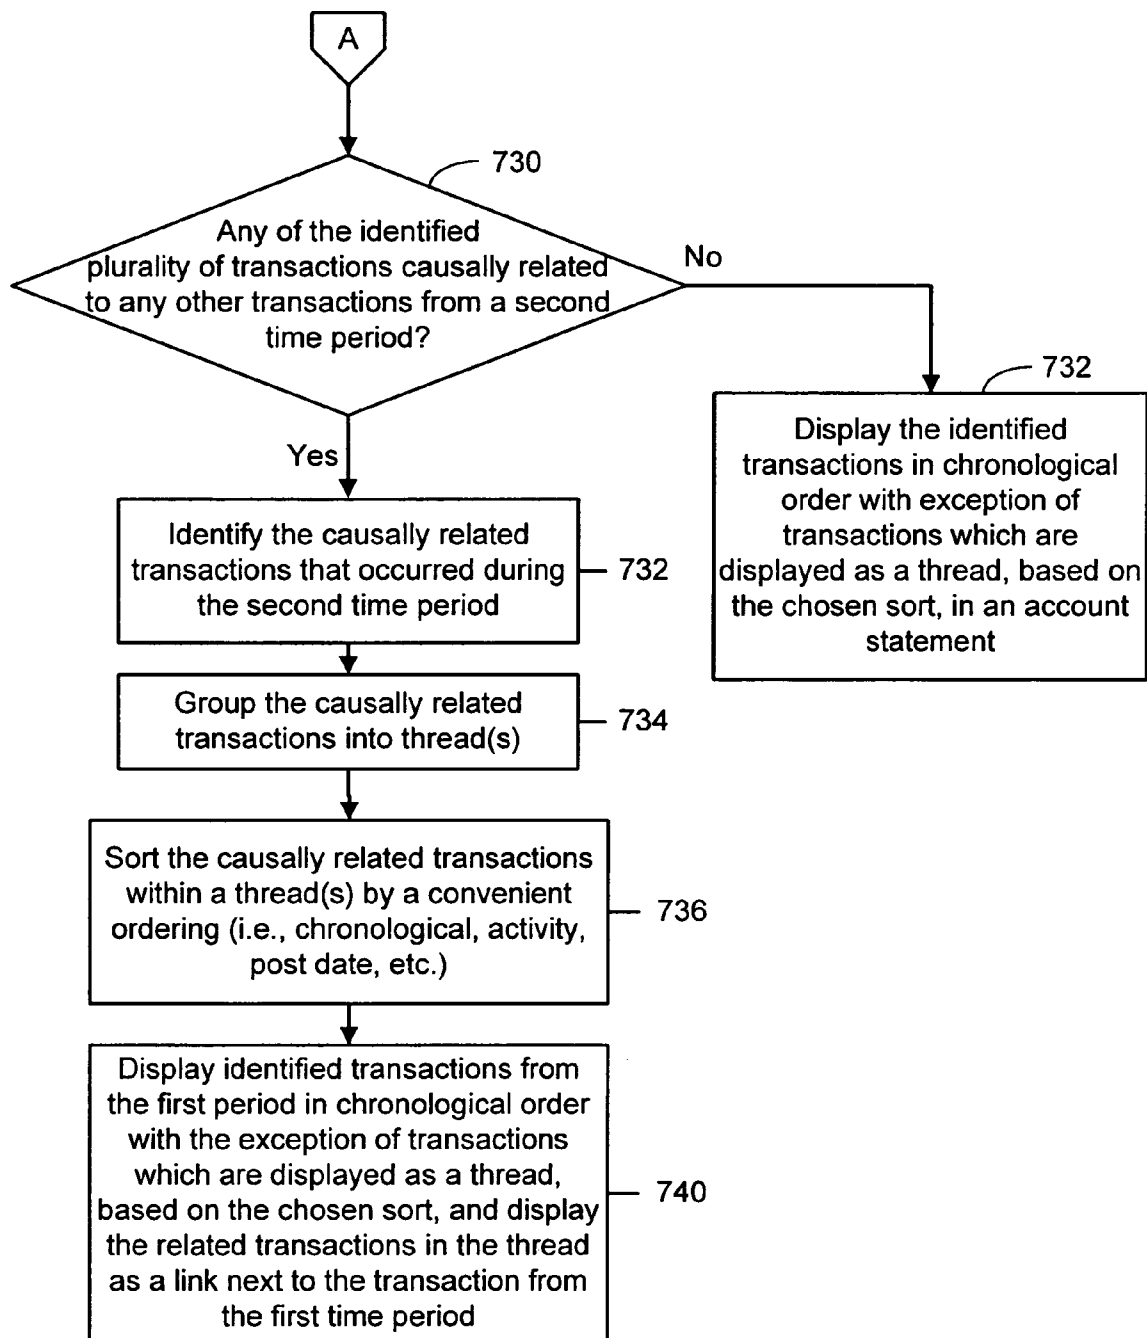 A
730
Any of the identified
plurality of transactions causally related
to any other transactions from a second
time period?
No
732
Display the identified
transactions in chronological
order with exception of
transactions which are
displayed as a thread, based on
the chosen sort, in an account
statement
Yes
Identify the causally related
transactions that occurred during
the second time period
732
Group the causally related
transactions into thread(s)
734
Sort the causally related transactions
within a thread(s) by a convenient
ordering (i.e., chronological, activity,
post date, etc.)
736
Display identified transactions from
the first period in chronological order
with the exception of transactions
which are displayed as a thread,
based on the chosen sort, and display
the related transactions in the thread
as a link next to the transaction from
the first time period
740